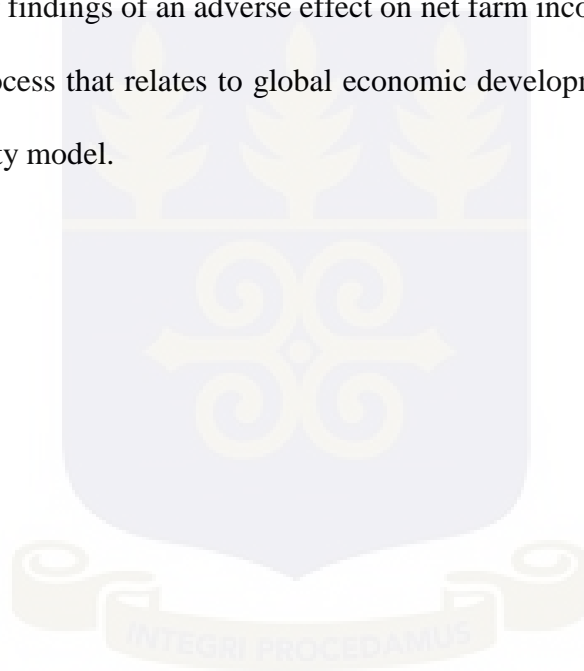 findings of an adverse effect on net farm inco
ocess that relates to global economic develop
ty model.
INTEGRI PROCEDAMUS